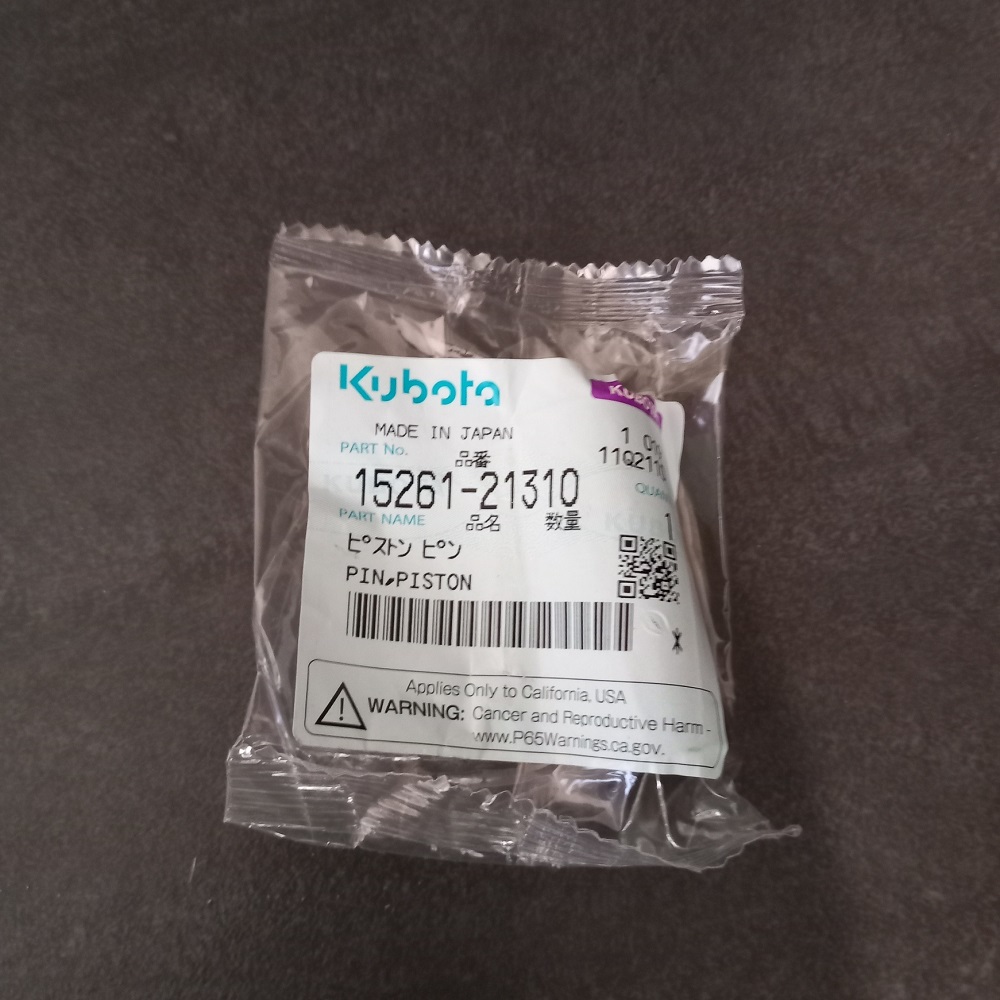 Kubota
MADE IN JAPAN
PART No. 品番
15261-21310
PART NAME 品名 数量
ピストン ピン
PIN,PISTON
1
1
Applies Only to California, USA
WARNING: Cancer and Reproductive Harm -
www.P65Warnings.ca.gov.